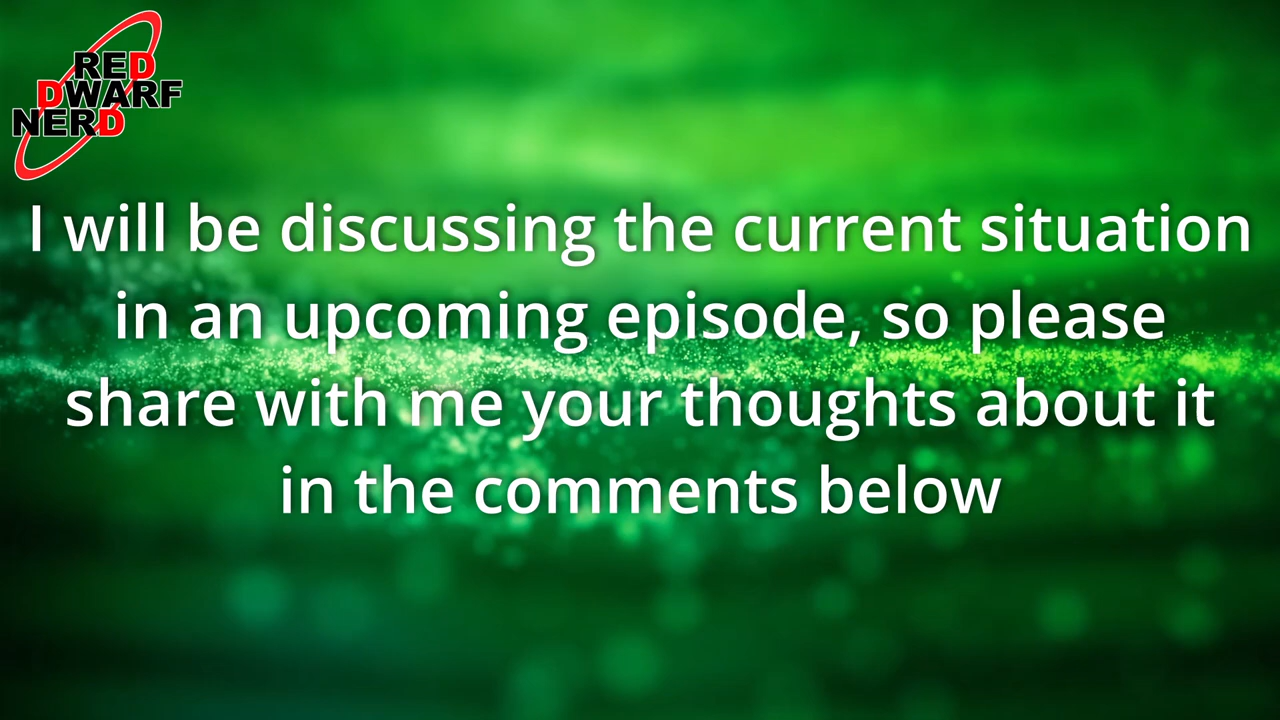 RED
DWARF
NERD
I will be discussing the current situation
in an upcoming episode, so please
share with me your thoughts about it
in the comments below